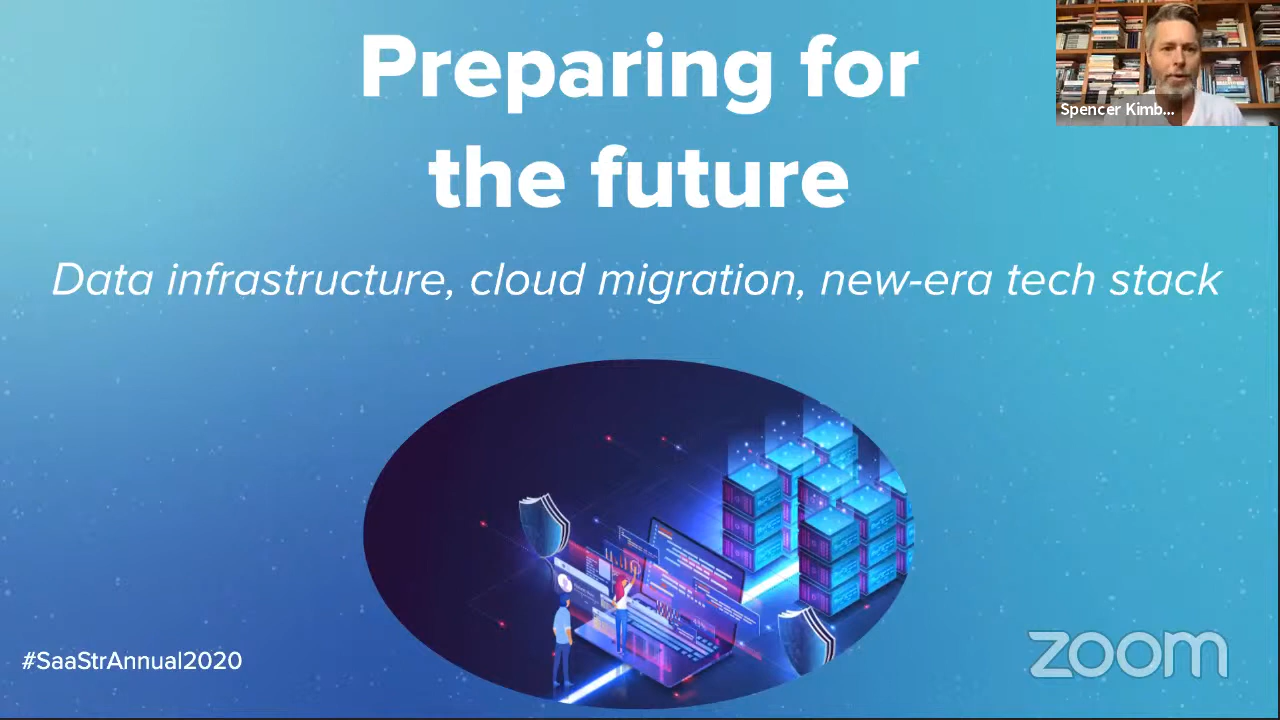 Preparing for
the future
Spencer Kimb...
Data infrastructure, cloud migration, new-era tech stack
#SaaStrAnnual2020
zoom